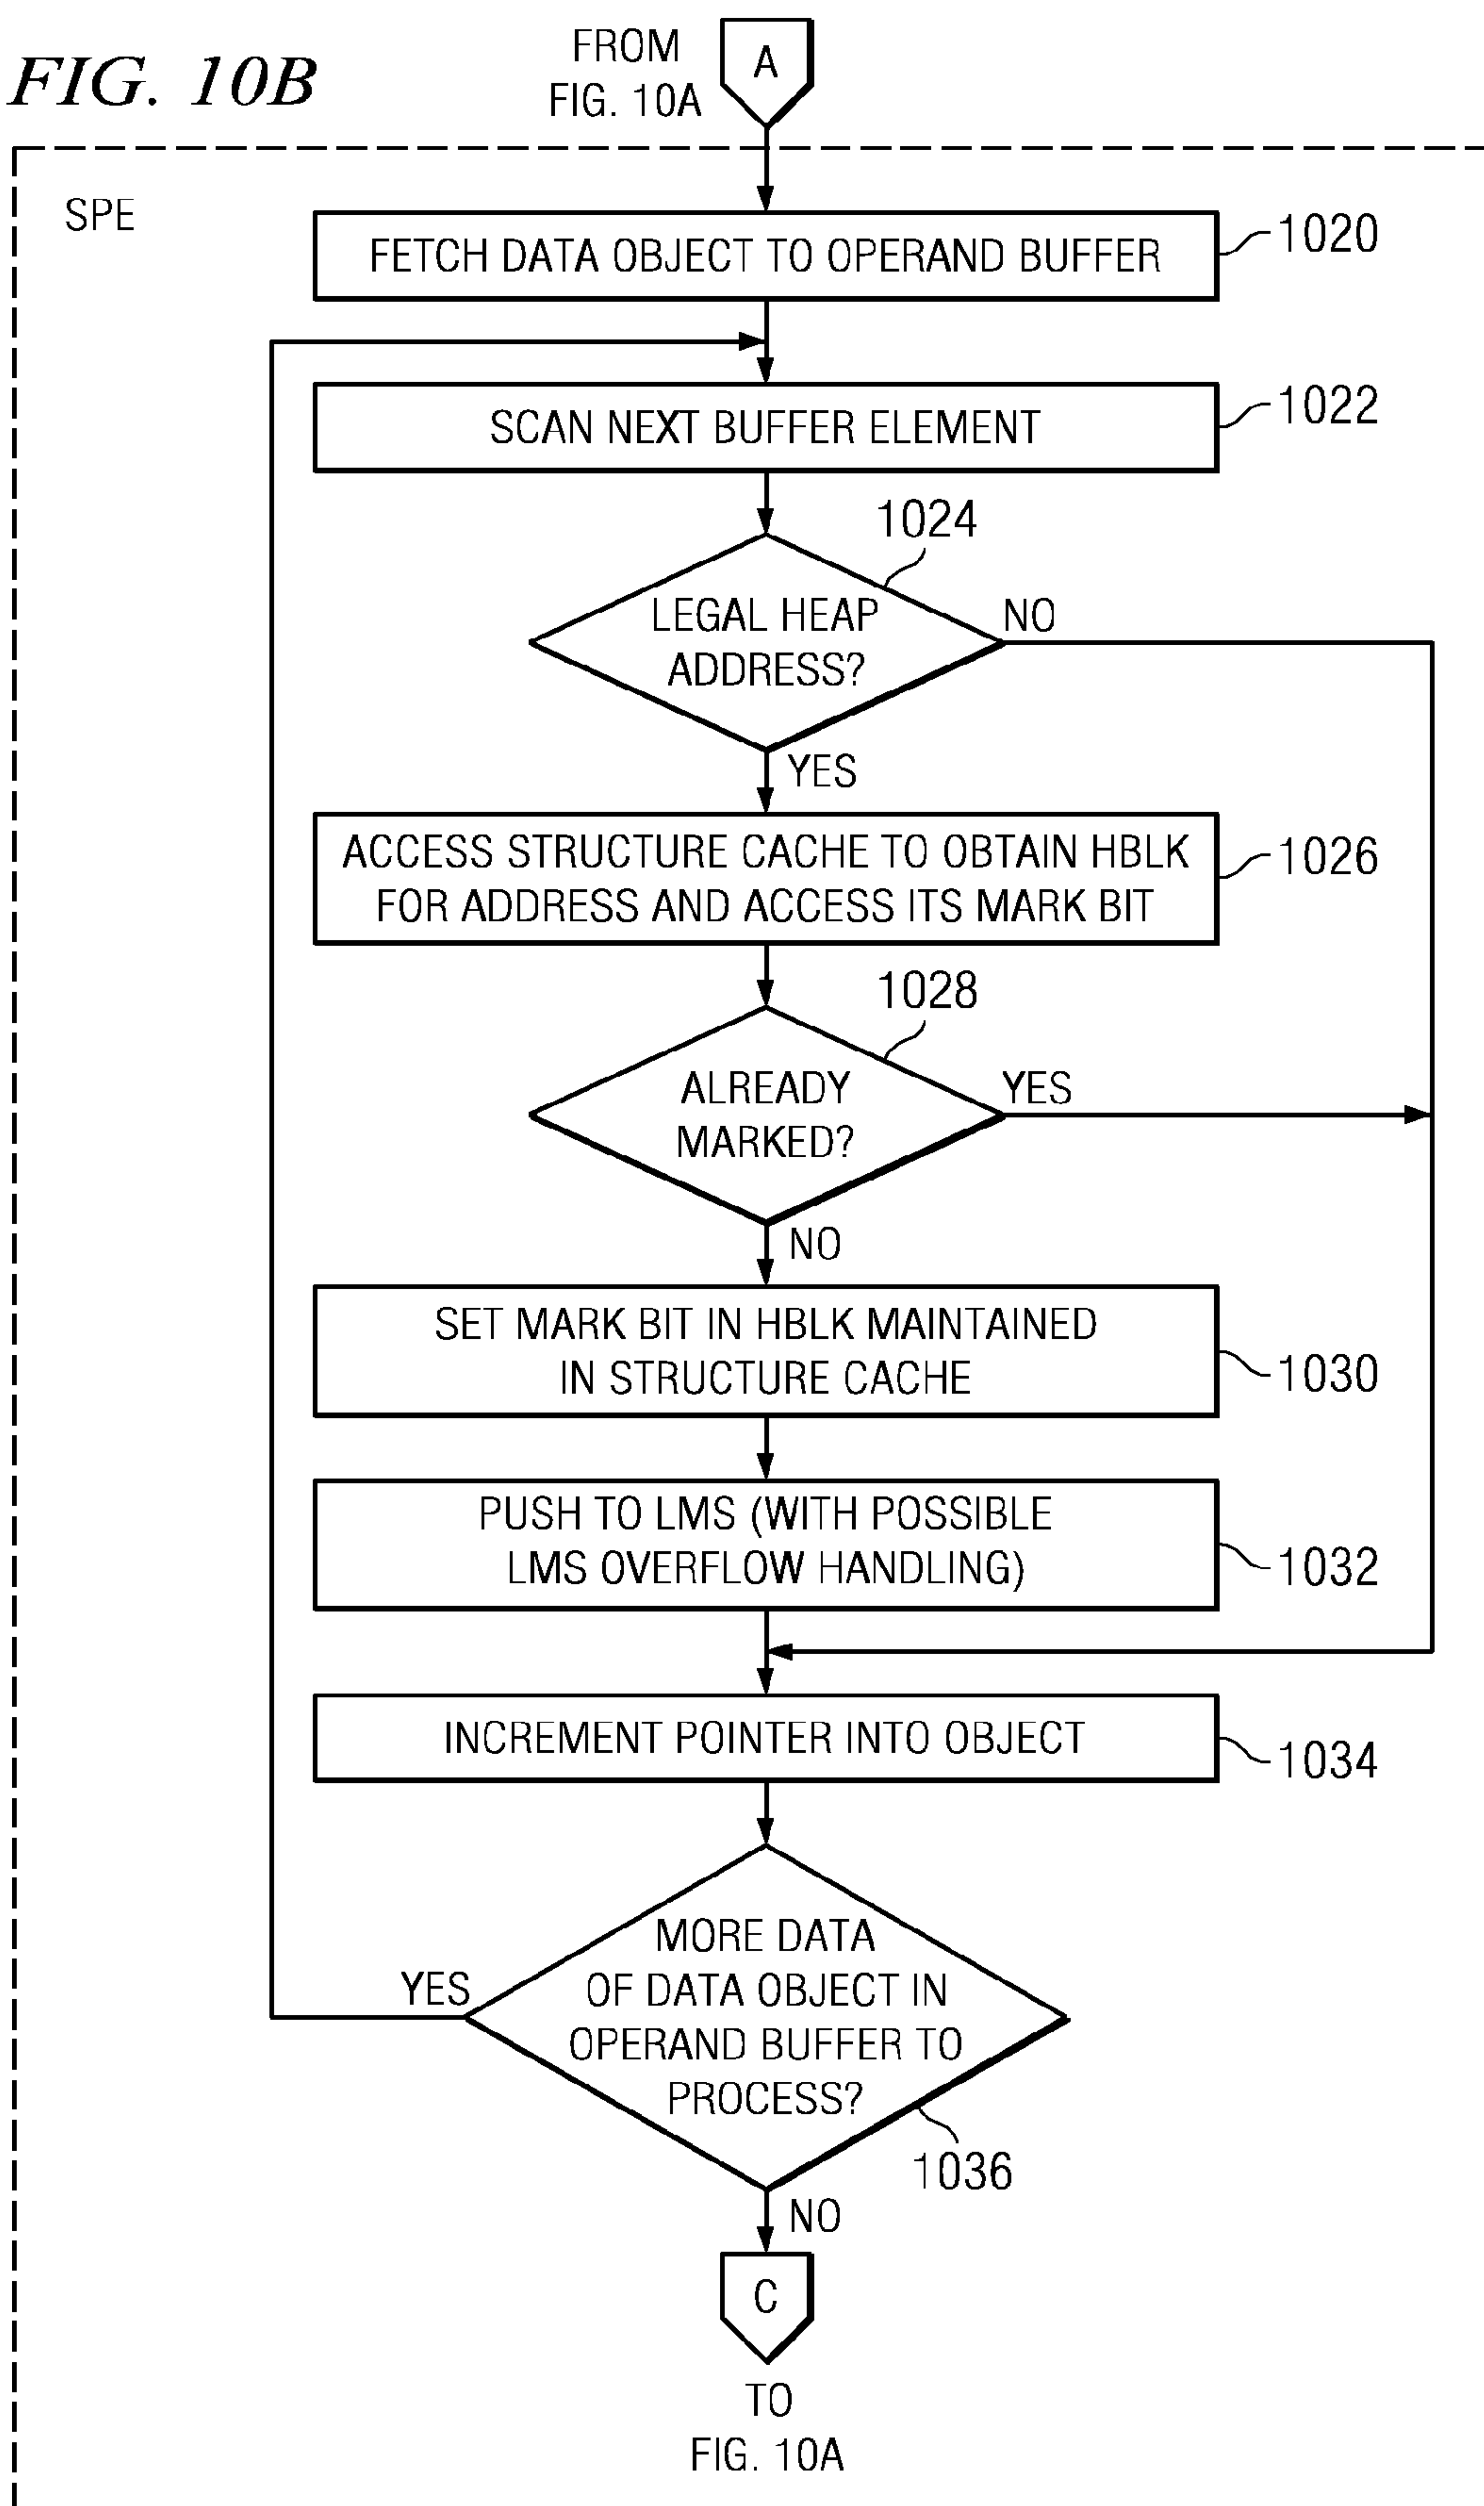 FIG. 10B
FROM
FIG. 10A
A
SPE
FETCH DATA OBJECT TO OPERAND BUFFER
1020
SCAN NEXT BUFFER ELEMENT
1022
1024
LEGAL HEAP
ADDRESS?
NO
YES
ACCESS STRUCTURE CACHE TO OBTAIN HBLK
FOR ADDRESS AND ACCESS ITS MARK BIT
1026
1028
ALREADY
MARKED?
YES
NO
SET MARK BIT IN HBLK MAINTAINED
IN STRUCTURE CACHE
1030
PUSH TO LMS (WITH POSSIBLE
LMS OVERFLOW HANDLING)
1032
INCREMENT POINTER INTO OBJECT
1034
MORE DATA
OF DATA OBJECT IN
OPERAND BUFFER TO
PROCESS?
YES
1036
NO
C
TO
FIG. 10A